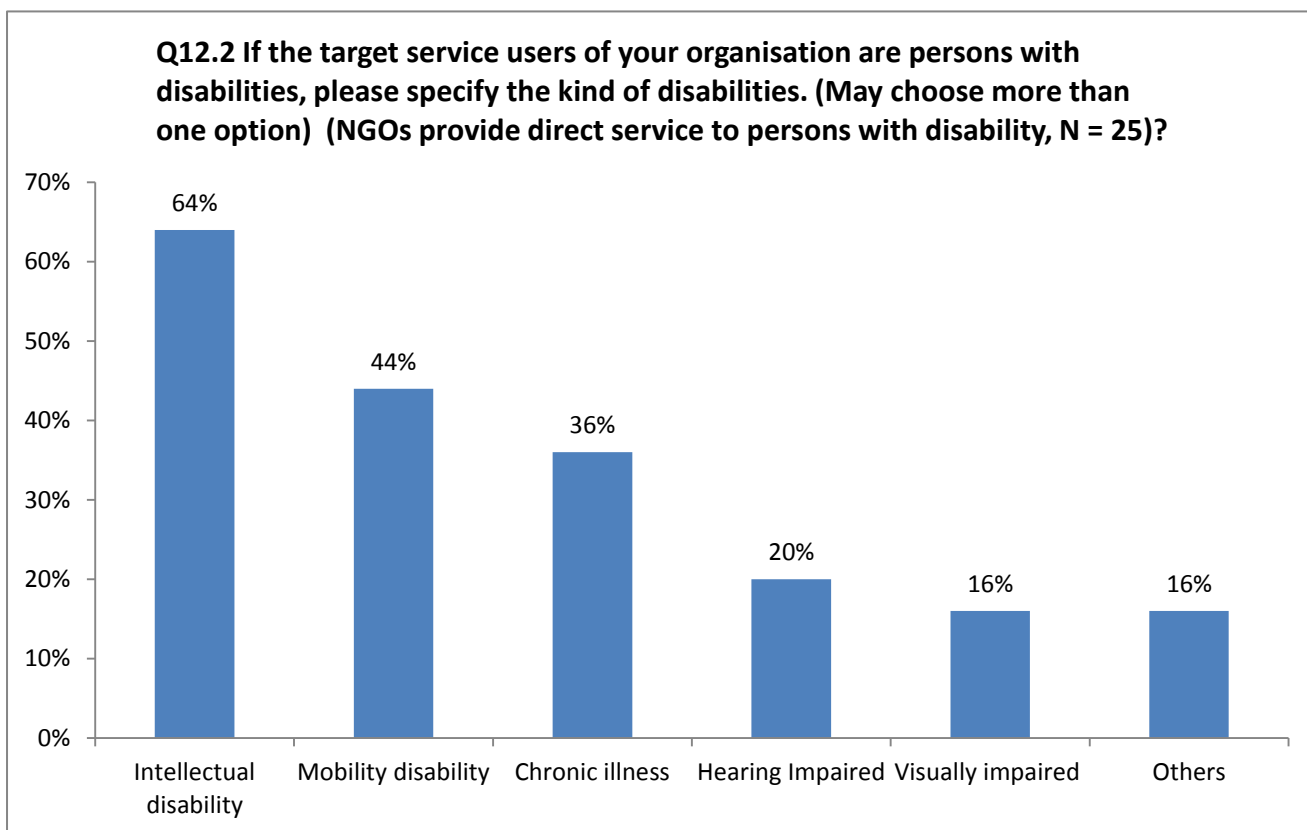 Q12.2 If the target service users of your organisation are persons with
disabilities, please specify the kind of disabilities. (May choose more than
one option)  (NGOs provide direct service to persons with disability, N = 25)?
70%
60%
50%
40%
30%
20%
10%
0%
64%
44%
36%
20%
16%
16%
Intellectual
disability
Mobility disability
Chronic illness
Hearing Impaired
Visually impaired
Others